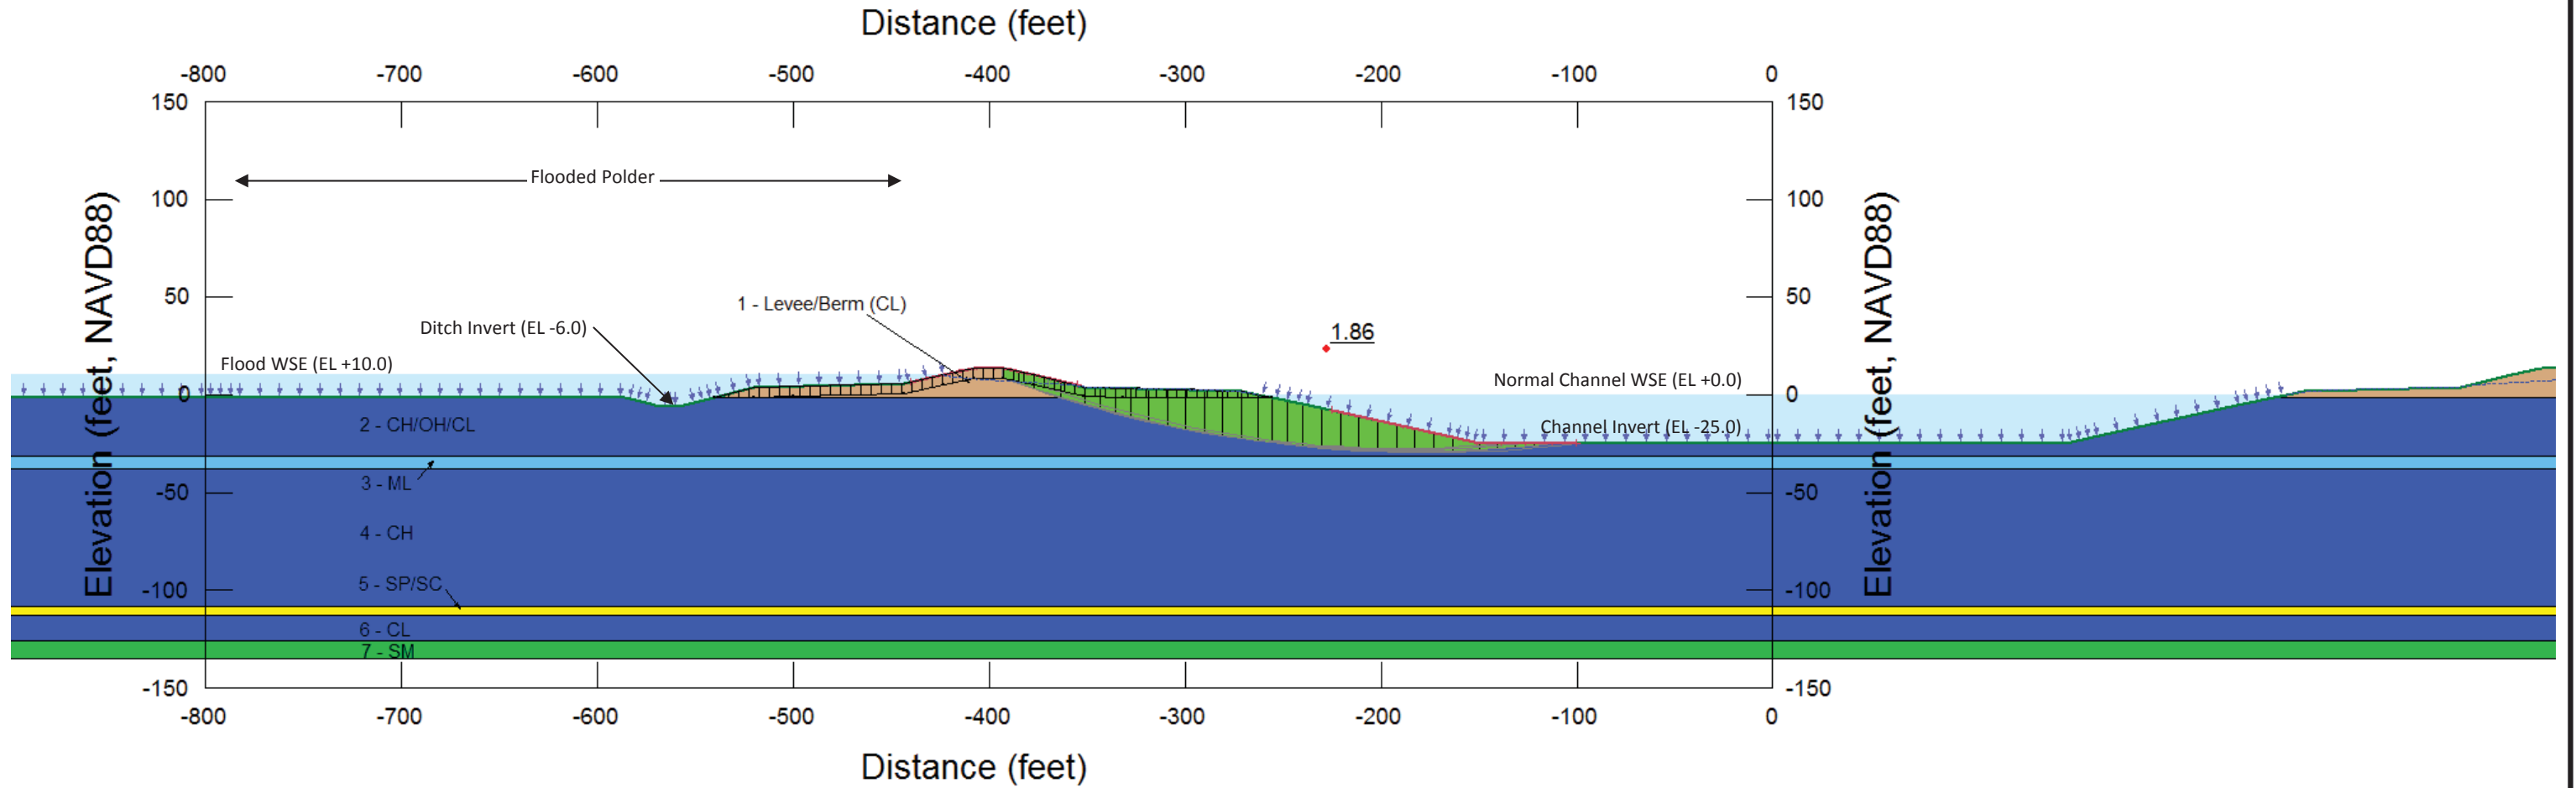 Distance (feet)
-800 -700 -600 -500 -400 -300 -200 -100 0
150 150
Flooded Polder
100 100
Elevation (feet, NAVD88) Elevation (feet, NAVD88)
50 50
1 - Levee/Berm (CL)
Ditch Invert (EL -6.0)
1.86
Flood WSE (EL +10.0)
Normal Channel WSE (EL +0.0)
0 0
2 - CH/OH/CL
Channel Invert (EL -25.0)
3 - ML
-50 -50
4 - CH
5 - SP/SC
-100 -100
6 - CL
7 - SM
-150 -150
-800 -700 -600 -500 -400 -300 -200 -100 0
Distance (feet)